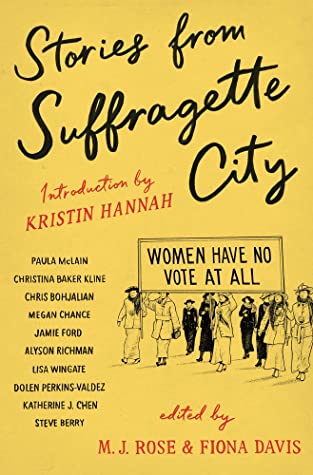 Stories from
Suffragette
City
Introduction by
KRISTIN HANNAH
PAULA McLAIN
CHRISTINA BAKER KLINE
CHRIS BOHJALIAN
MEGAN CHANCE
JAMIE FORD
ALYSON RICHMAN
LISA WINGATE
DOLEN PERKINS-VALDEZ
KATHERINE J. CHEN
STEVE BERRY
WOMEN HAVE NO
VOTE AT ALL
edited by
M. J. ROSE & FIONA DAVIS